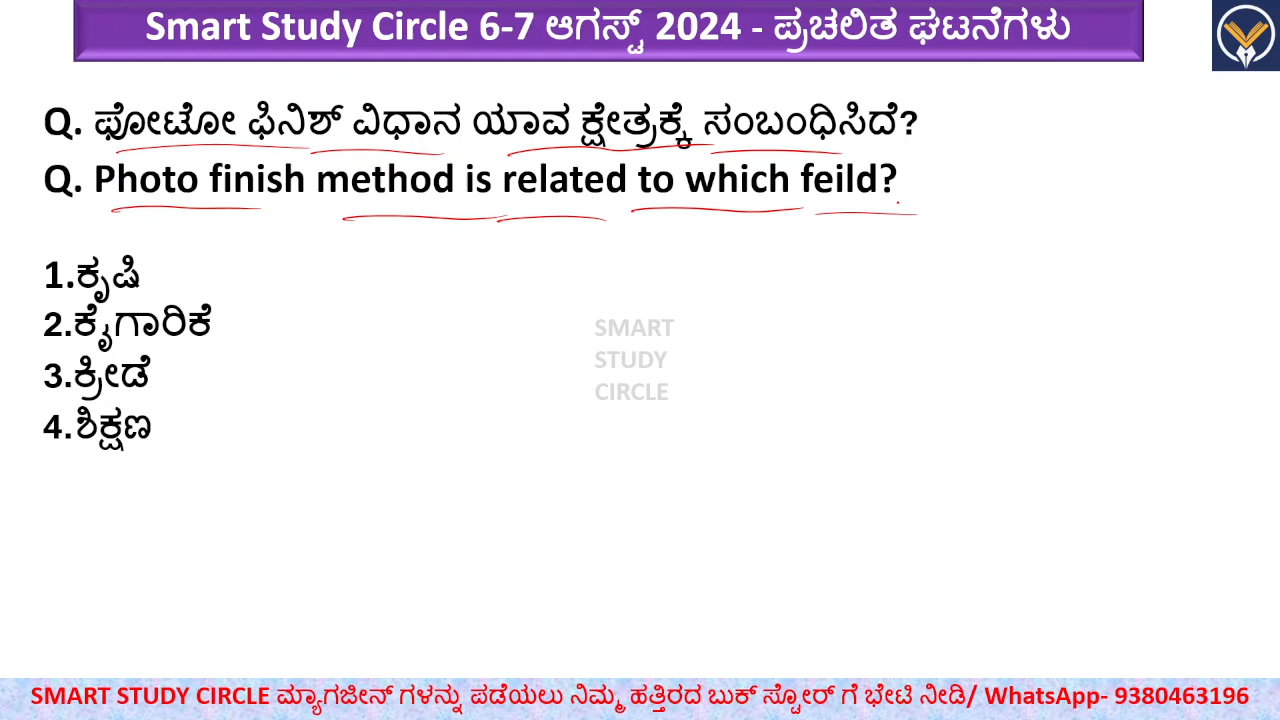 Smart Study Circle 6-7 ಆಗಸ್ಟ್ 2024 - ಪ್ರಚಲಿತ ಘಟನೆಗಳು
Q. ಫೋಟೋ ಫಿನಿಶ್ ವಿಧಾನ ಯಾವ ಕ್ಷೇತ್ರಕ್ಕೆ ಸಂಬಂಧಿಸಿದೆ?
Q. Photo finish method is related to which feild?
1.ಕೃಷಿ
2.ಕೈಗಾರಿಕೆ
3.ಕ್ರೀಡೆ
4.ಶಿಕ್ಷಣ
SMART
STUDY
CIRCLE
SMART STUDY CIRCLE ಮ್ಯಾಗಜೀನ್ ಗಳನ್ನು ಪಡೆಯಲು ನಿಮ್ಮ ಹತ್ತಿರದ ಬುಕ್ ಸ್ಟೋರ್ ಗೆ ಭೇಟಿ ನೀಡಿ/ WhatsApp- 9380463196